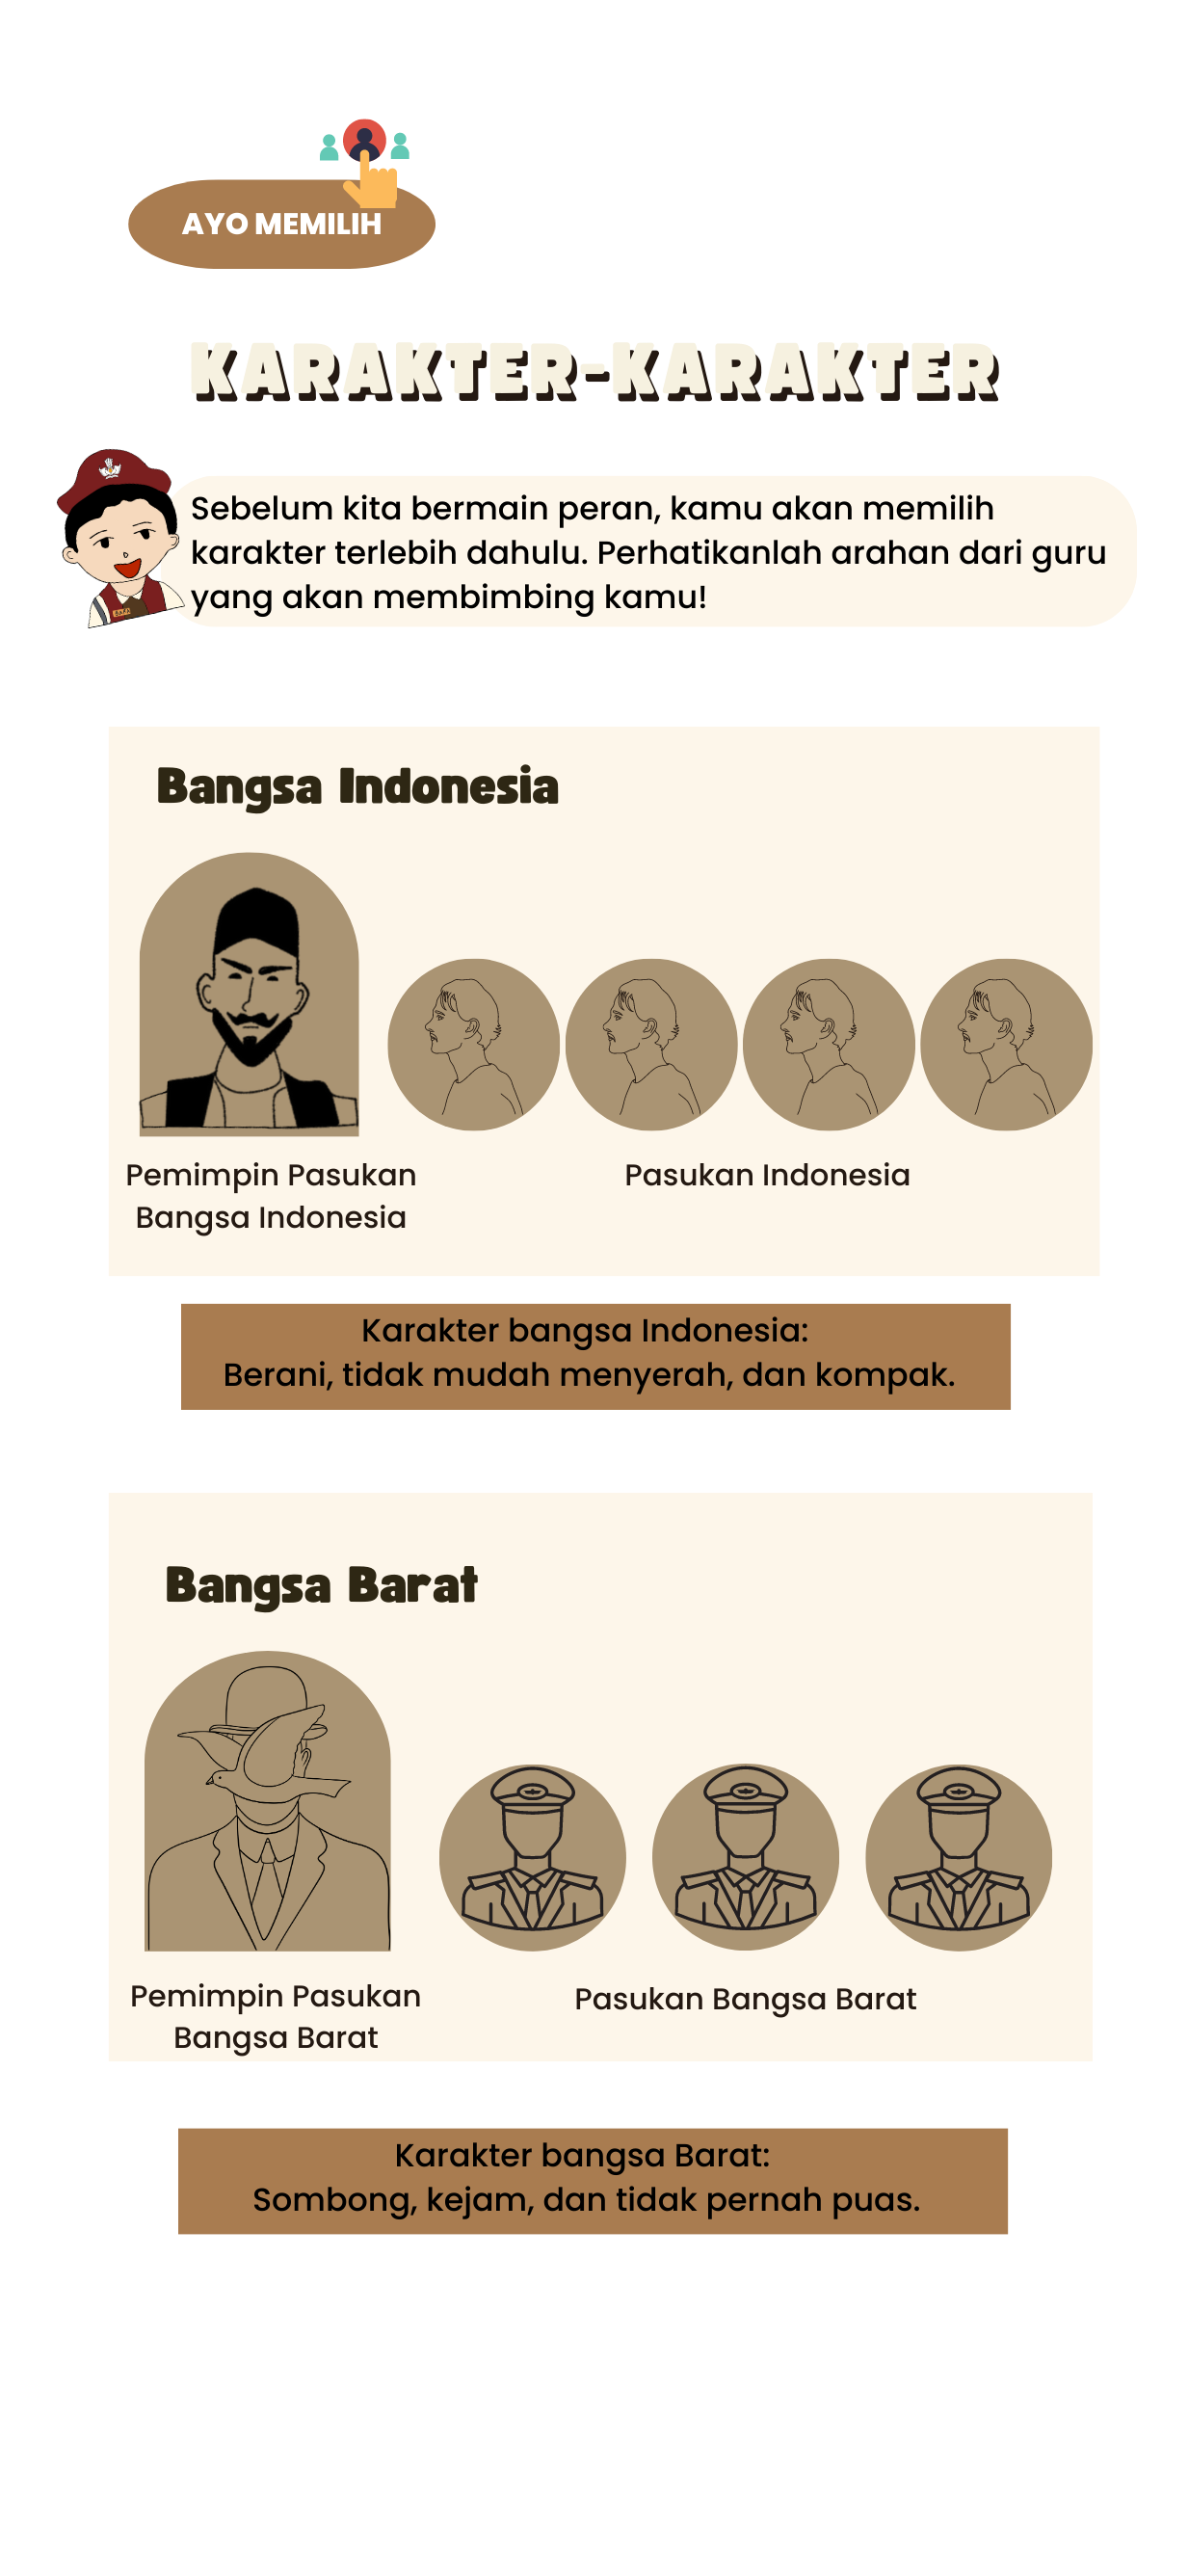 AYO MEMILIH
KARAKTER-KARAKTER
Sebelum kita bermain peran, kamu akan memilih
karakter terlebih dahulu. Perhatikanlah arahan dari guru
yang akan membimbing kamu!
Bangsa Indonesia
Pemimpin Pasukan
Bangsa Indonesia
Pasukan Indonesia
Karakter bangsa Indonesia:
Berani, tidak mudah menyerah, dan kompak.
Bangsa Barat
Pemimpin Pasukan
Bangsa Barat
Pasukan Bangsa Barat
Karakter bangsa Barat:
Sombong, kejam, dan tidak pernah puas.